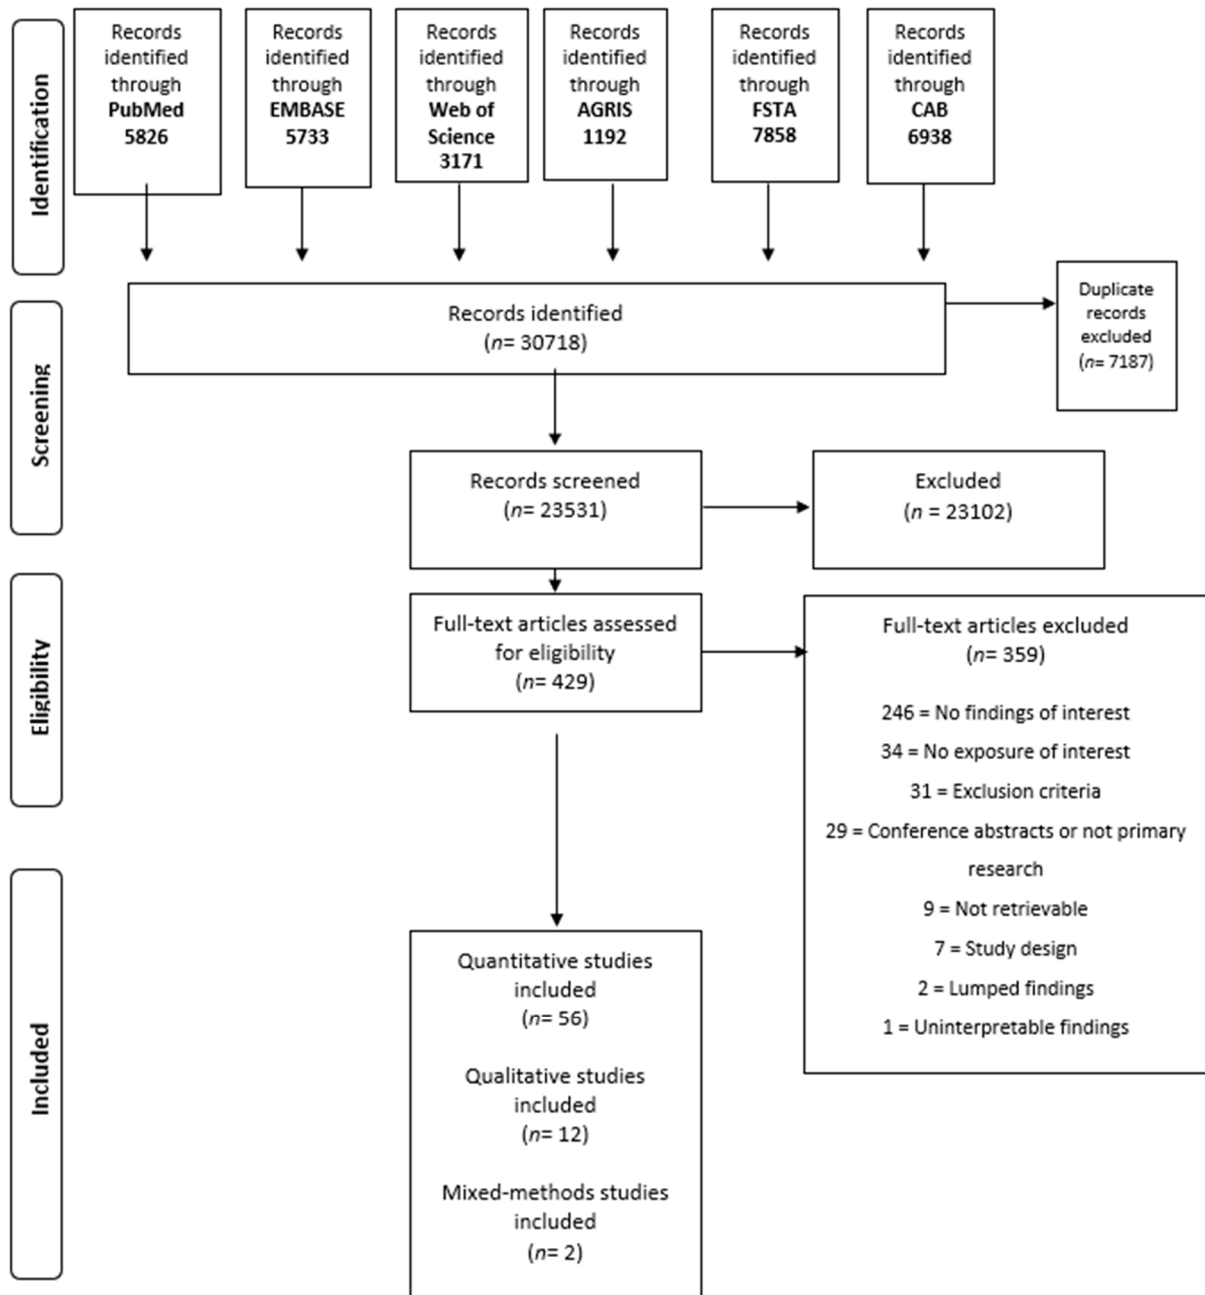 Identification
Records
identified
through
PubMed
5826
Records
identified
through
EMBASE
5733
Records
identified
through
Web of
Science
3171
Records
identified
through
AGRIS
1192
Records
identified
through
FSTA
7858
Records
identified
through
CAB
6938
Screening
Records identified
(n= 30718)
Duplicate
records
excluded
(n= 7187)
Records screened
(n= 23531)
Excluded
(n = 23102)
Eligibility
Full-text articles assessed
for eligibility
(n= 429)
Full-text articles excluded
(n= 359)
246 = No findings of interest
34 = No exposure of interest
31 = Exclusion criteria
29 = Conference abstracts or not primary
research
9 = Not retrievable
7 = Study design
2 = Lumped findings
1 = Uninterpretable findings
Included
Quantitative studies
included
(n= 56)
Qualitative studies
included
(n= 12)
Mixed-methods studies
included
(n= 2)